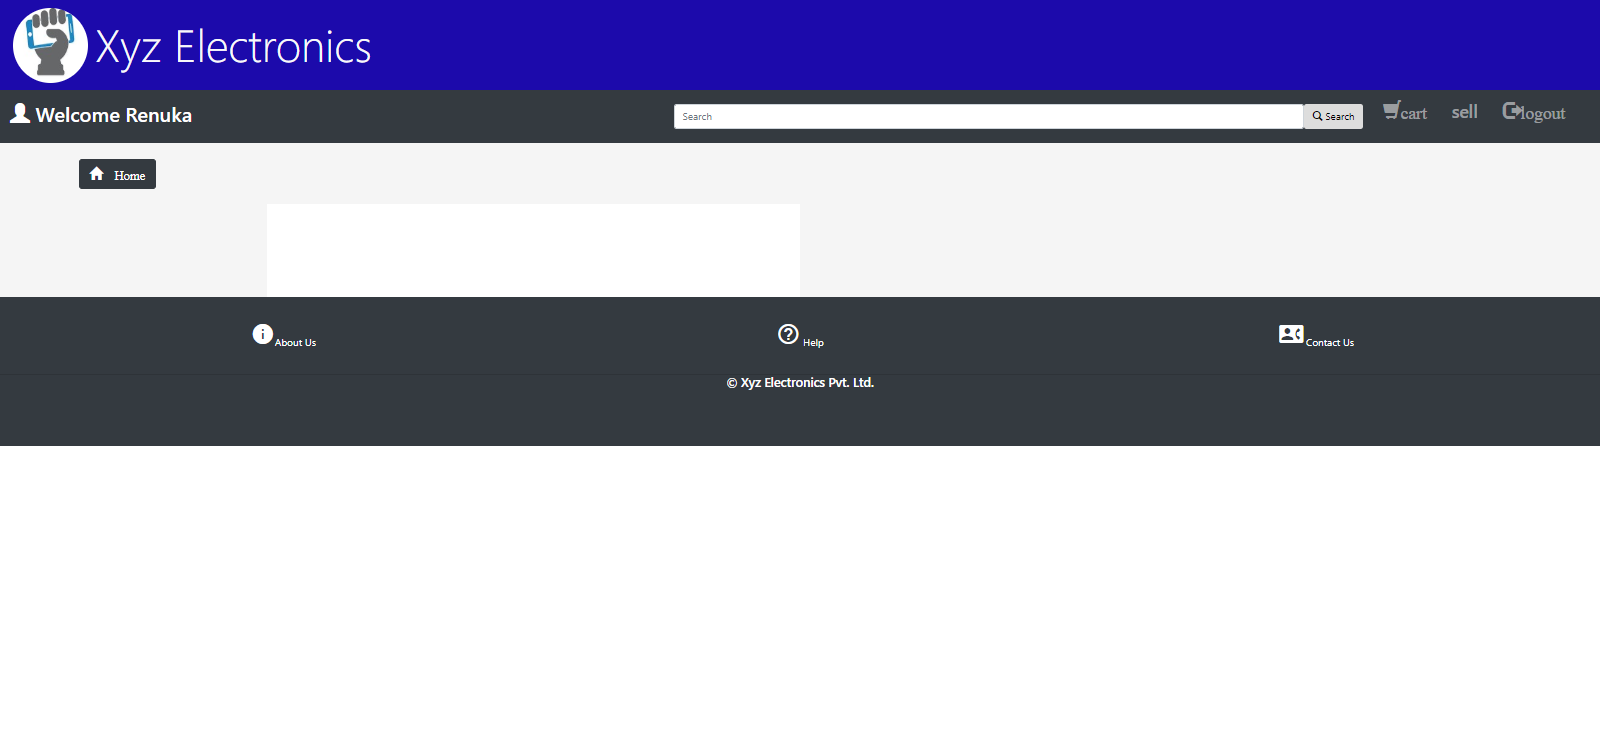 Xyz Electronics
Welcome Renuka
Search
Search
cart
sell
logout
Home
About Us
Help
Contact Us
© Xyz Electronics Pvt. Ltd.